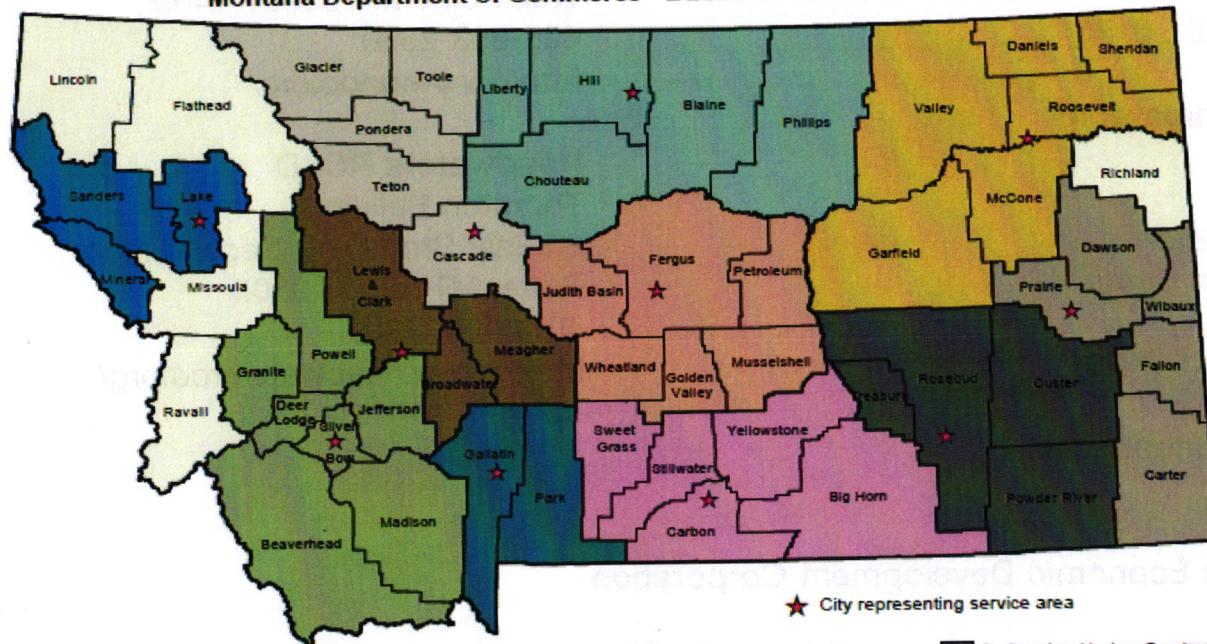 Montana Department of Commerce
Lincoln
Flathead
Glacier
Toole
Liberty
Hill
Blaine
Phillips
Valley
Daniels
Sheridan
Roosevelt
Pondera
Teton
Chouteau
Richland
McCone
Sanders
Lake
Mineral
Missoula
Lewis
&
Clark
Cascade
Judith Basin
Fergus
Petroleum
Garfield
Dawson
Prairie
Wibaux
Powell
Granite
Meagher
Broadwater
Wheatland
Golden
Valley
Musselshell
Treasure
Rosebud
Custer
Fallon
Ravalli
Deer
Lodge
Silver
Bow
Jefferson
Gallatin
Park
Sweet
Grass
Stillwater
Yellowstone
Big Horn
Carbon
Powder River
Carter
Beaverhead
Madison
City representing service area
Economic Development Corporation